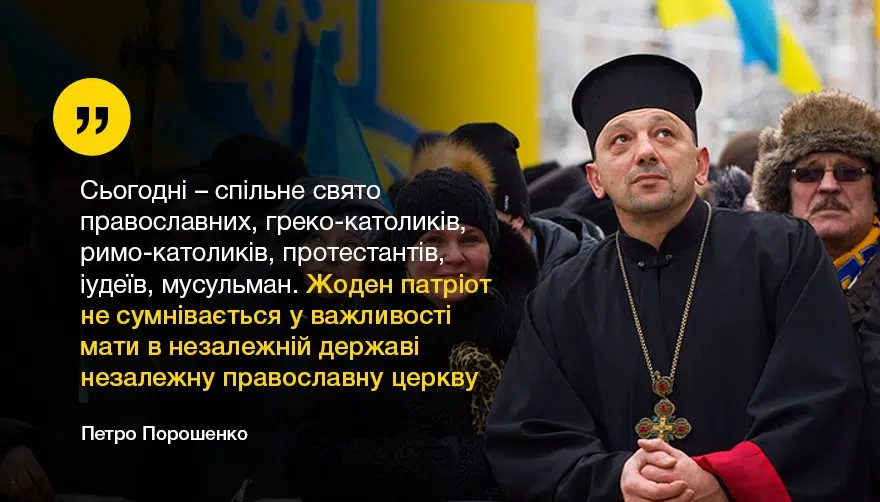 ”
Сьогодні – спільне свято
православних, греко-католиків,
римо-католиків, протестантів,
іудеїв, мусульман. Жоден патріот
не сумнівається у важливості
мати в незалежній державі
незалежну православну церкву
Петро Порошенко